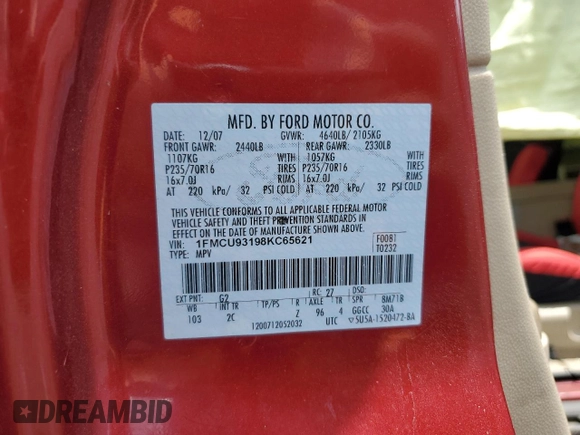 MFD. BY FORD MOTOR CO.
DATE: 12/07 GVWR: 4640LB/ 2105KG
FRONT GAWR: 2440LB REAR GAWR: 2330LB
1107KG WITH 1057KG WITH
P235/70R16 TIRES P235/70R16 TIRES
16x7.0J RIMS 16x7.0J RIMS
AT 220 kPa/ 32 PSI COLD AT 220 kPa/ 32 PSI COLD
THIS VEHICLE CONFORMS TO ALL APPLICABLE FEDERAL MOTOR
VEHICLE SAFETY AND THEFT PREVENTION STANDARDS IN
EFFECT ON THE DATE OF MANUFACTURE SHOWN ABOVE.
VIN: 1FMCU93198KC65621 F0081
TYPE: MPV T0232
EXT PNT: G2 RC: 27 DSO:
WB INT TR TP/PS R AXLE TR SPR 8M71B
103 2C Z 96 4 GGCC 30A
1200712052032 UTC 5U5A-1520472-BA
DREAMBID